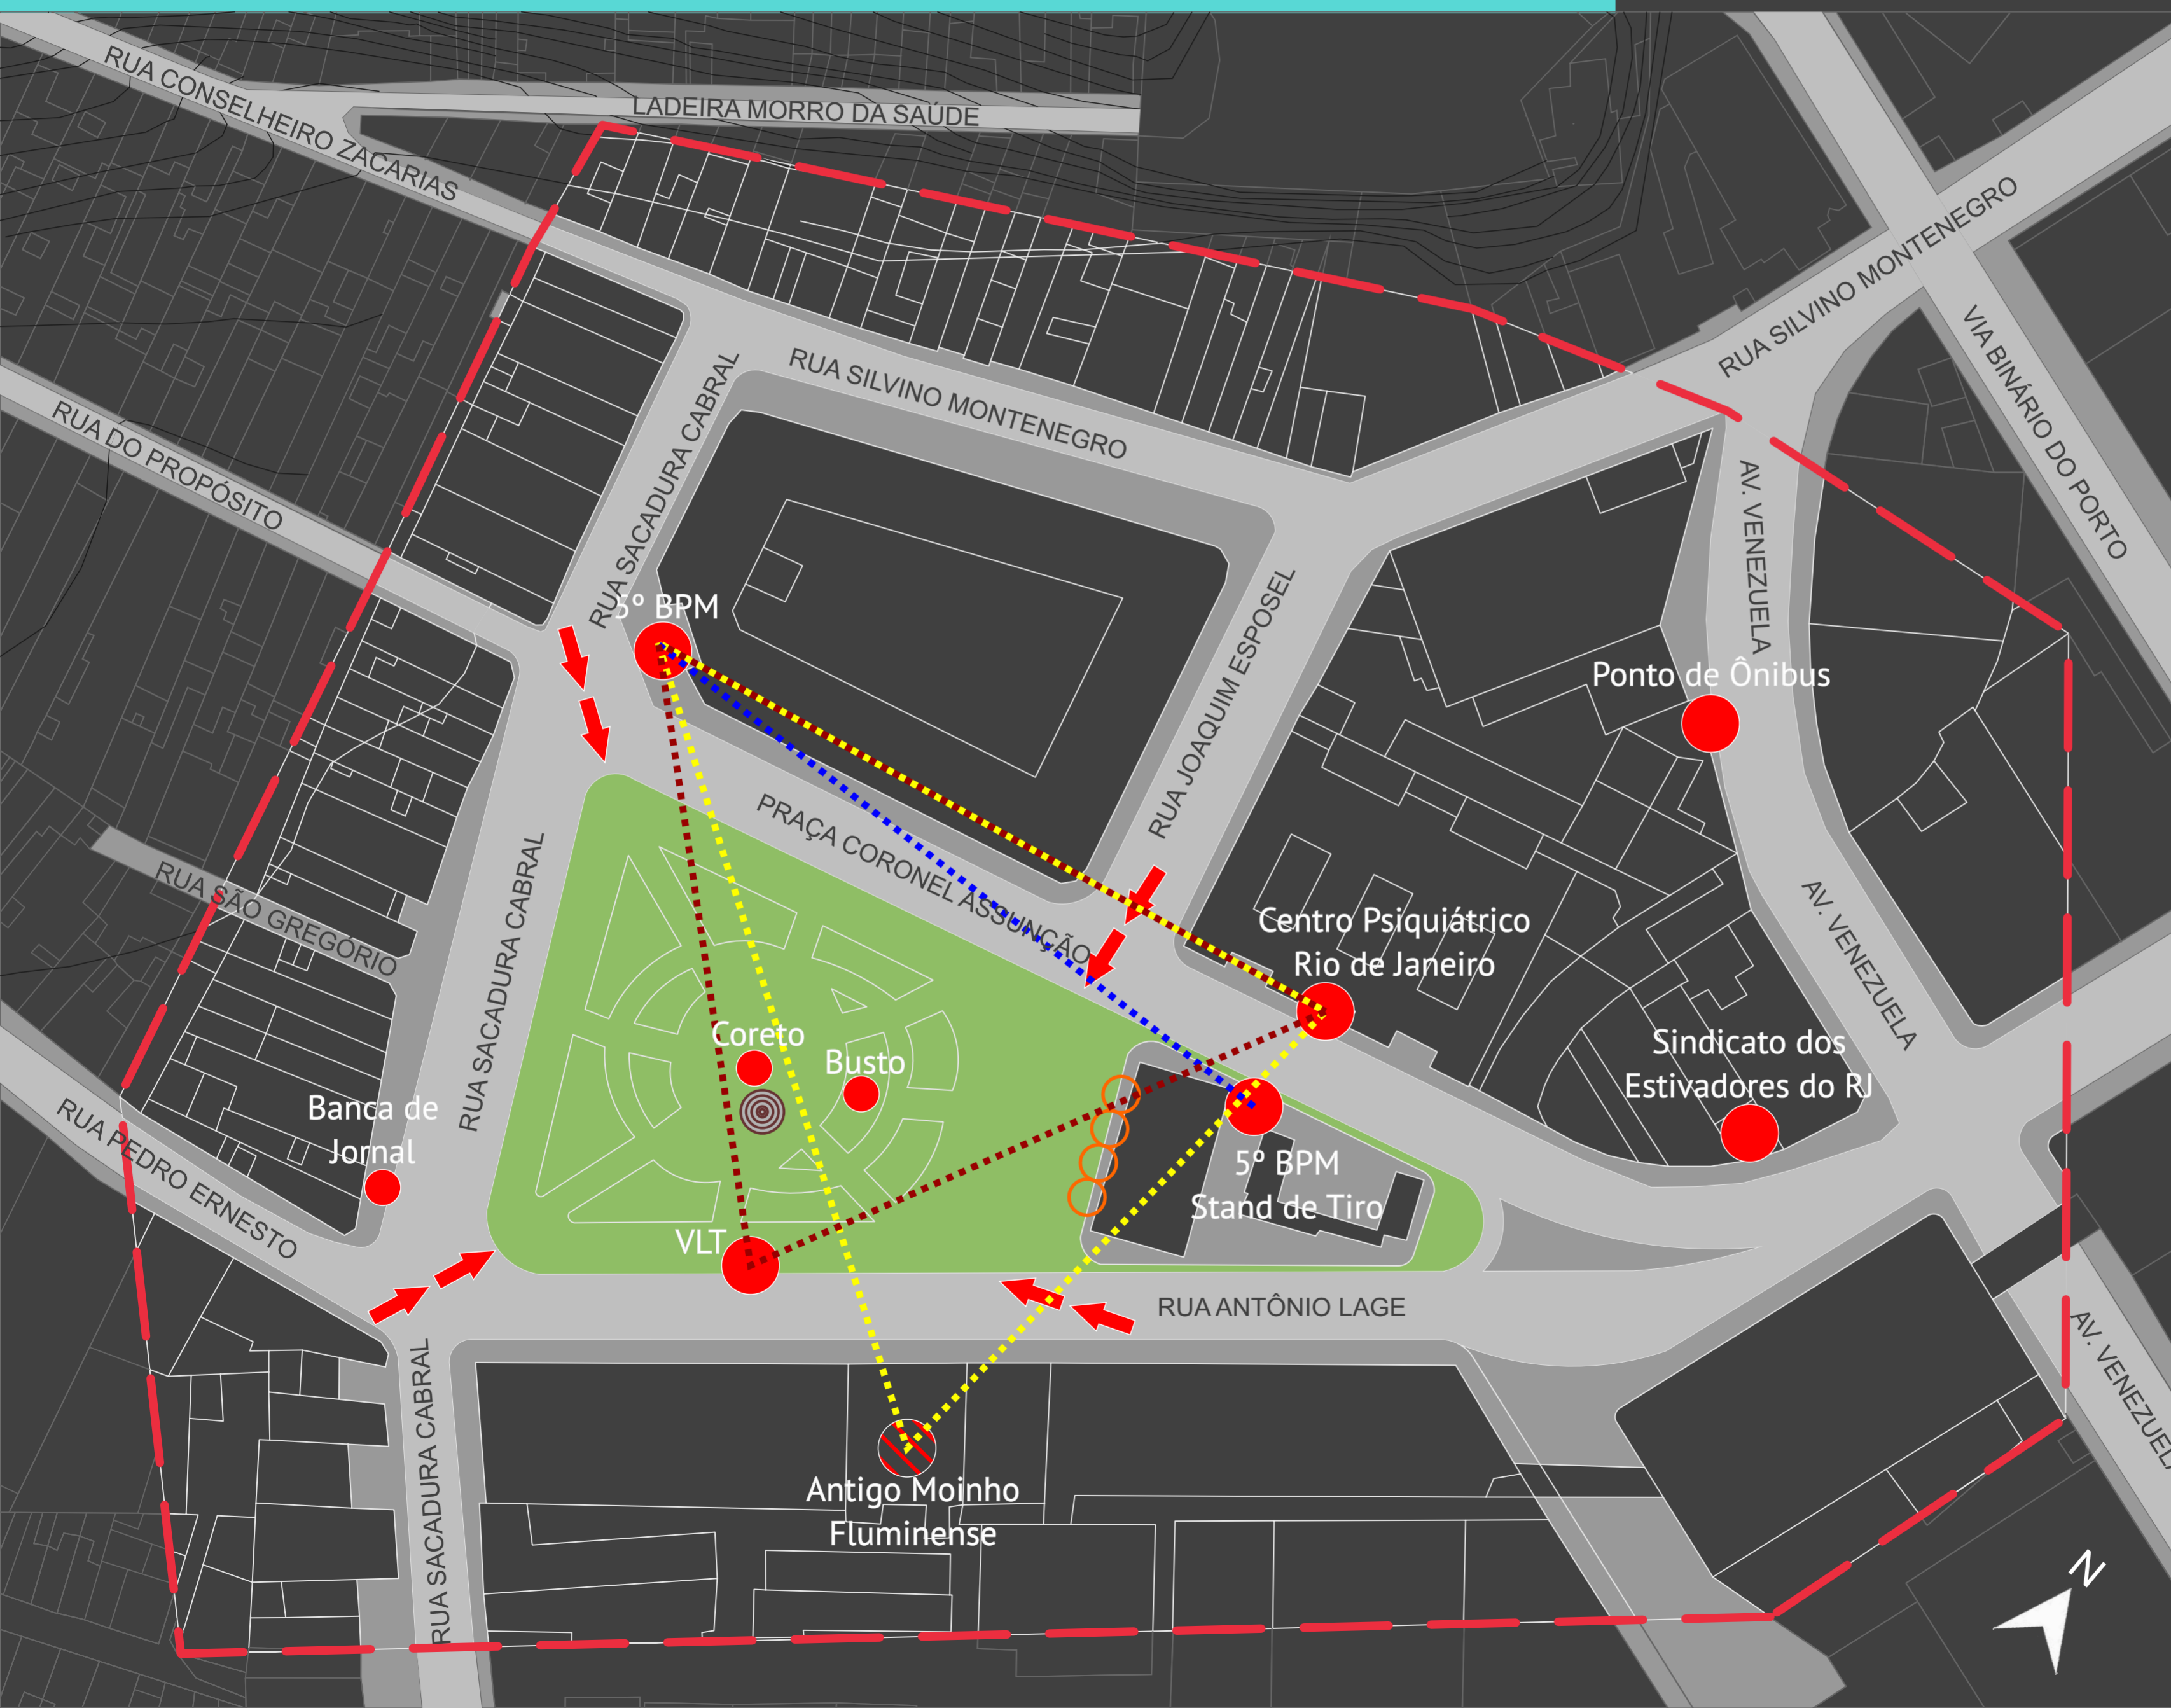 RUA CONSELHEIRO ZACARIAS
LADEIRA MORRO DA SAÚDE
RUA SILVINO MONTENEGRO
VIA BINÁRIO DO PORTO
RUA DO PROPÓSITO
RUA SACADURA CABRAL
RUA SILVINO MONTENEGRO
AV. VENEZUELA
5º BPM
RUA JOAQUIM ESPOSEL
Ponto de Ônibus
PRAÇA CORONEL ASSUNÇÃO
RUA SÃO GREGÓRIO
RUA SACADURA CABRAL
Centro Psiquiátrico
Rio de Janeiro
AV. VENEZUELA
Coreto
Busto
Sindicato dos
Estivadores do RJ
Banca de
Jornal
RUA PEDRO ERNESTO
5º BPM
Stand de Tiro
VLT
RUA ANTÔNIO LAGE
AV. VENEZUELA
RUA SACADURA CABRAL
Antigo Moinho
Fluminense
N